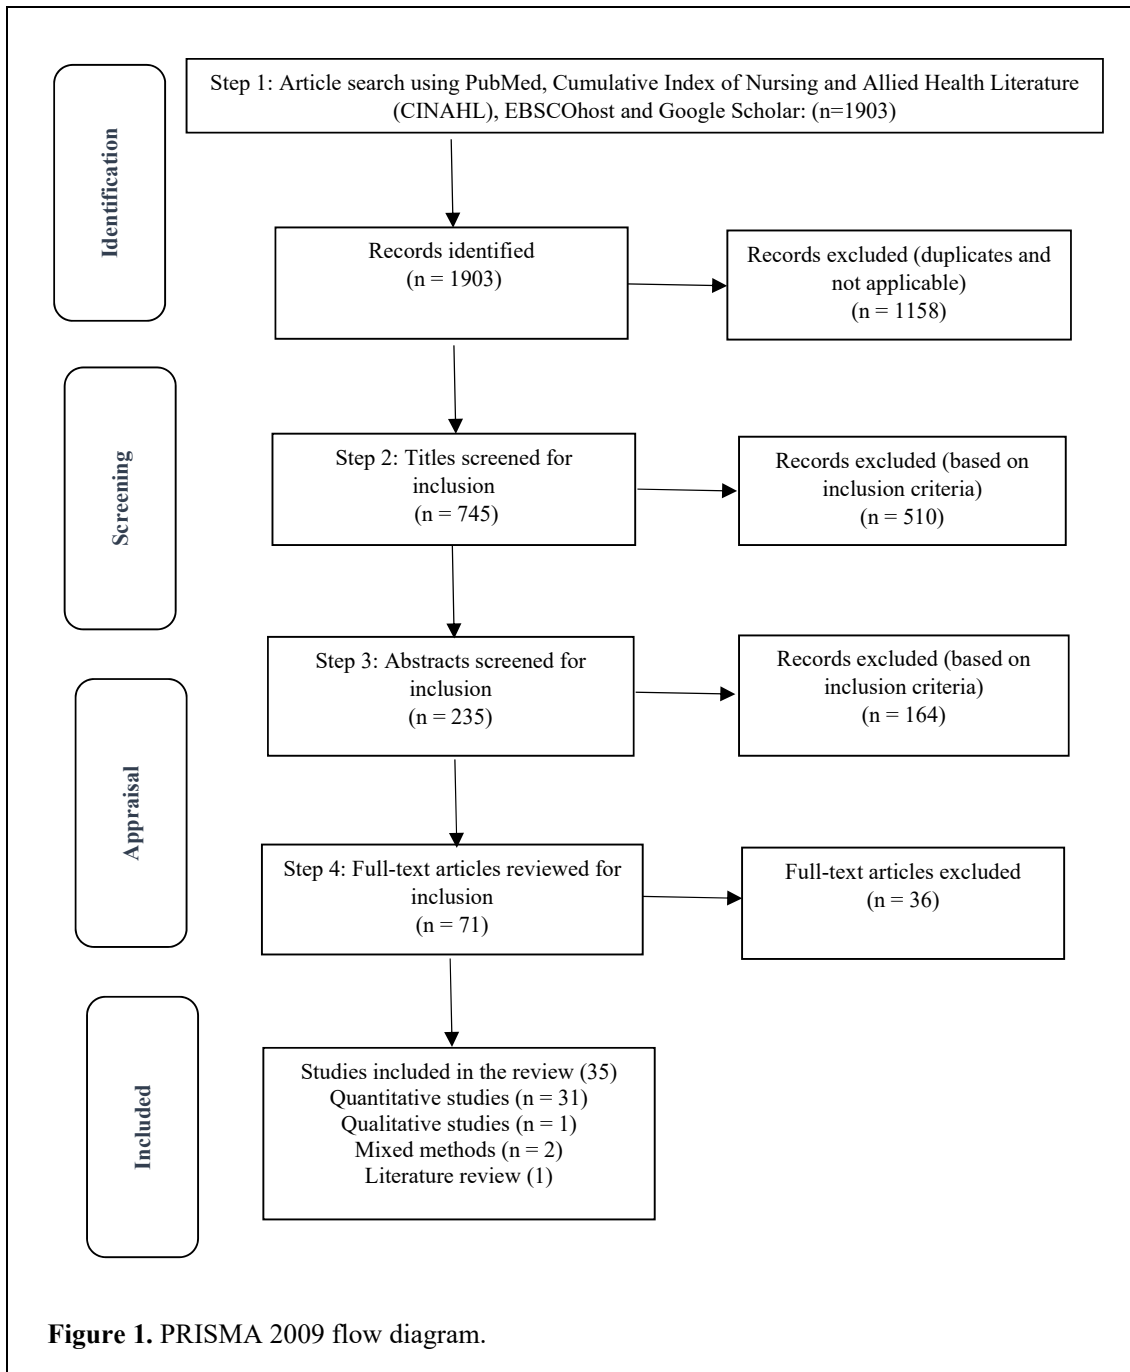 Step 1: Article search using PubMed, Cumulative Index of Nursing and Allied Health Literature
(CINAHL), EBSCOhost and Google Scholar: (n=1903)
Identification
Records identified
(n = 1903)
Records excluded (duplicates and
not applicable)
(n = 1158)
Screening
Step 2: Titles screened for
inclusion
(n = 745)
Records excluded (based on
inclusion criteria)
(n = 510)
Step 3: Abstracts screened for
inclusion
(n = 235)
Records excluded (based on
inclusion criteria)
(n = 164)
Appraisal
Step 4: Full-text articles reviewed for
inclusion
(n = 71)
Full-text articles excluded
(n = 36)
Included
Studies included in the review (35)
Quantitative studies (n = 31)
Qualitative studies (n = 1)
Mixed methods (n = 2)
Literature review (1)
Figure 1. PRISMA 2009 flow diagram.